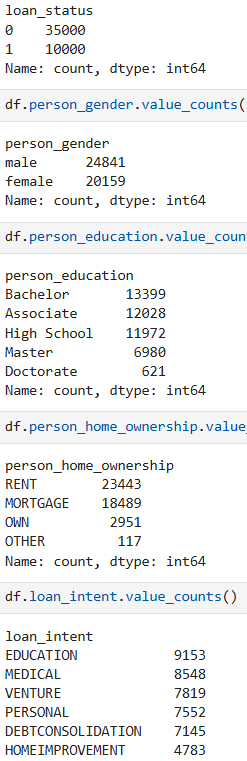 loan_status
0    35000
1    10000
Name: count, dtype: int64
df.person_gender.value_counts(
person_gender
male      24841
female    20159
Name: count, dtype: int64
df.person_education.value_coun
person_education
Bachelor       13399
Associate      12028
High School    11972
Master          6980
Doctorate        621
Name: count, dtype: int64
df.person_home_ownership.value_
person_home_ownership
RENT        23443
MORTGAGE    18489
OWN          2951
OTHER         117
Name: count, dtype: int64
df.loan_intent.value_counts()
loan_intent
EDUCATION            9153
MEDICAL              8548
VENTURE              7819
PERSONAL             7552
DEBTCONSOLIDATION    7145
HOMEIMPROVEMENT      4783